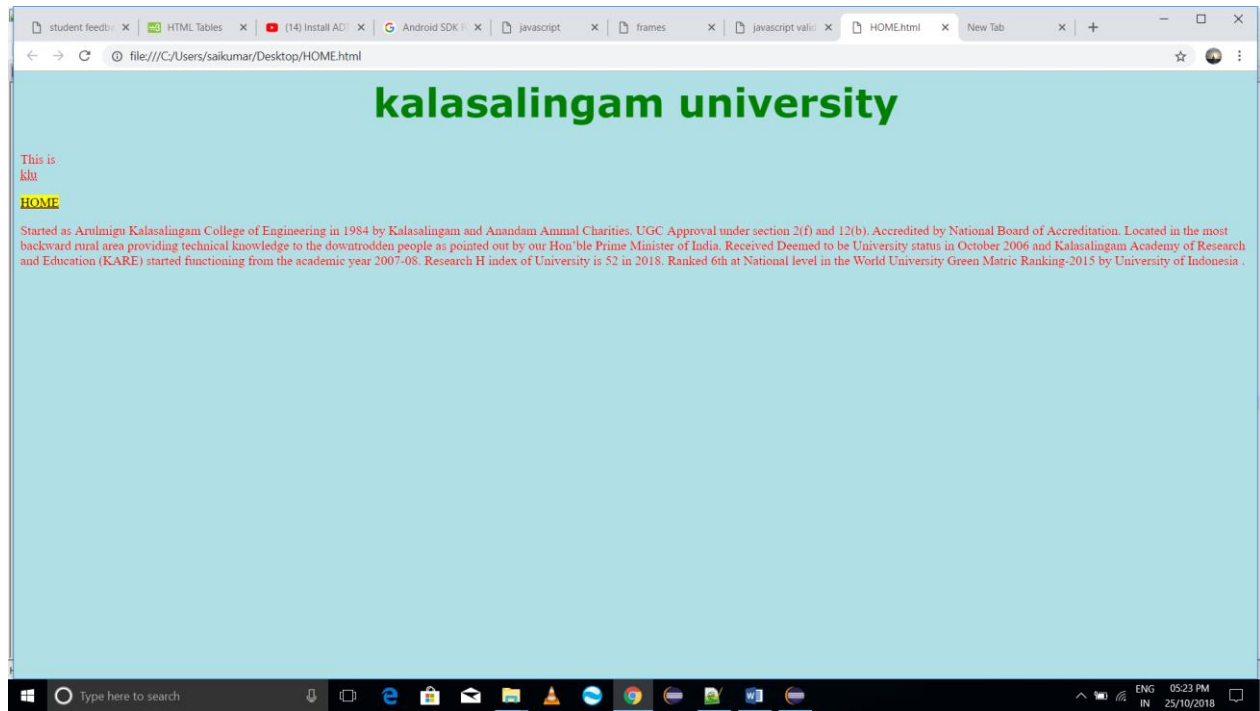 student feedb
HTML Tables
(14) Install AD
Android SDK
javascript
frames
javascript valid
HOME.html
New Tab
file:///C:/Users/saikumar/Desktop/HOME.html
kalasalingam university
This is
klu
HOME
Started as Arulmigu Kalasalingam College of Engineering in 1984 by Kalasalingam and Anandam Ammal Charities. UGC Approval under section 2(f) and 12(b). Accredited by National Board of Accreditation. Located in the most
backward rural area providing technical knowledge to the downtrodden people as pointed out by our Hon'ble Prime Minister of India. Received Deemed to be University status in October 2006 and Kalasalingam Academy of Research
and Education (KARE) started functioning from the academic year 2007-08. Research H index of University is 52 in 2018. Ranked 6th at National level in the World University Green Matric Ranking-2015 by University of Indonesia .
Type here to search
ENG
IN
05:23 PM
25/10/2018